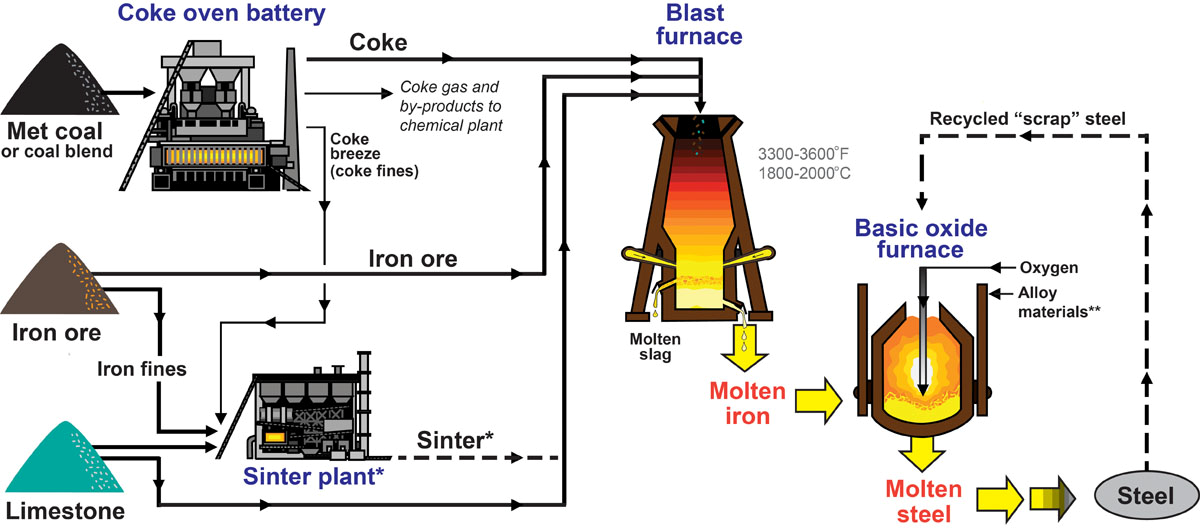 Coke oven battery
Blast
furnace
Coke
Coke gas and
by-products to
chemical plant
Met coal
or coal blend
Coke
breeze
(coke fines)
Recycled “scrap” steel
3300-3600°F
1800-2000°C
Basic oxide
furnace
Iron ore
Oxygen
Alloy
materials**
Iron ore
Molten
slag
Iron fines
Molten
iron
Sinter*
Sinter plant*
Limestone
Molten
steel
Steel